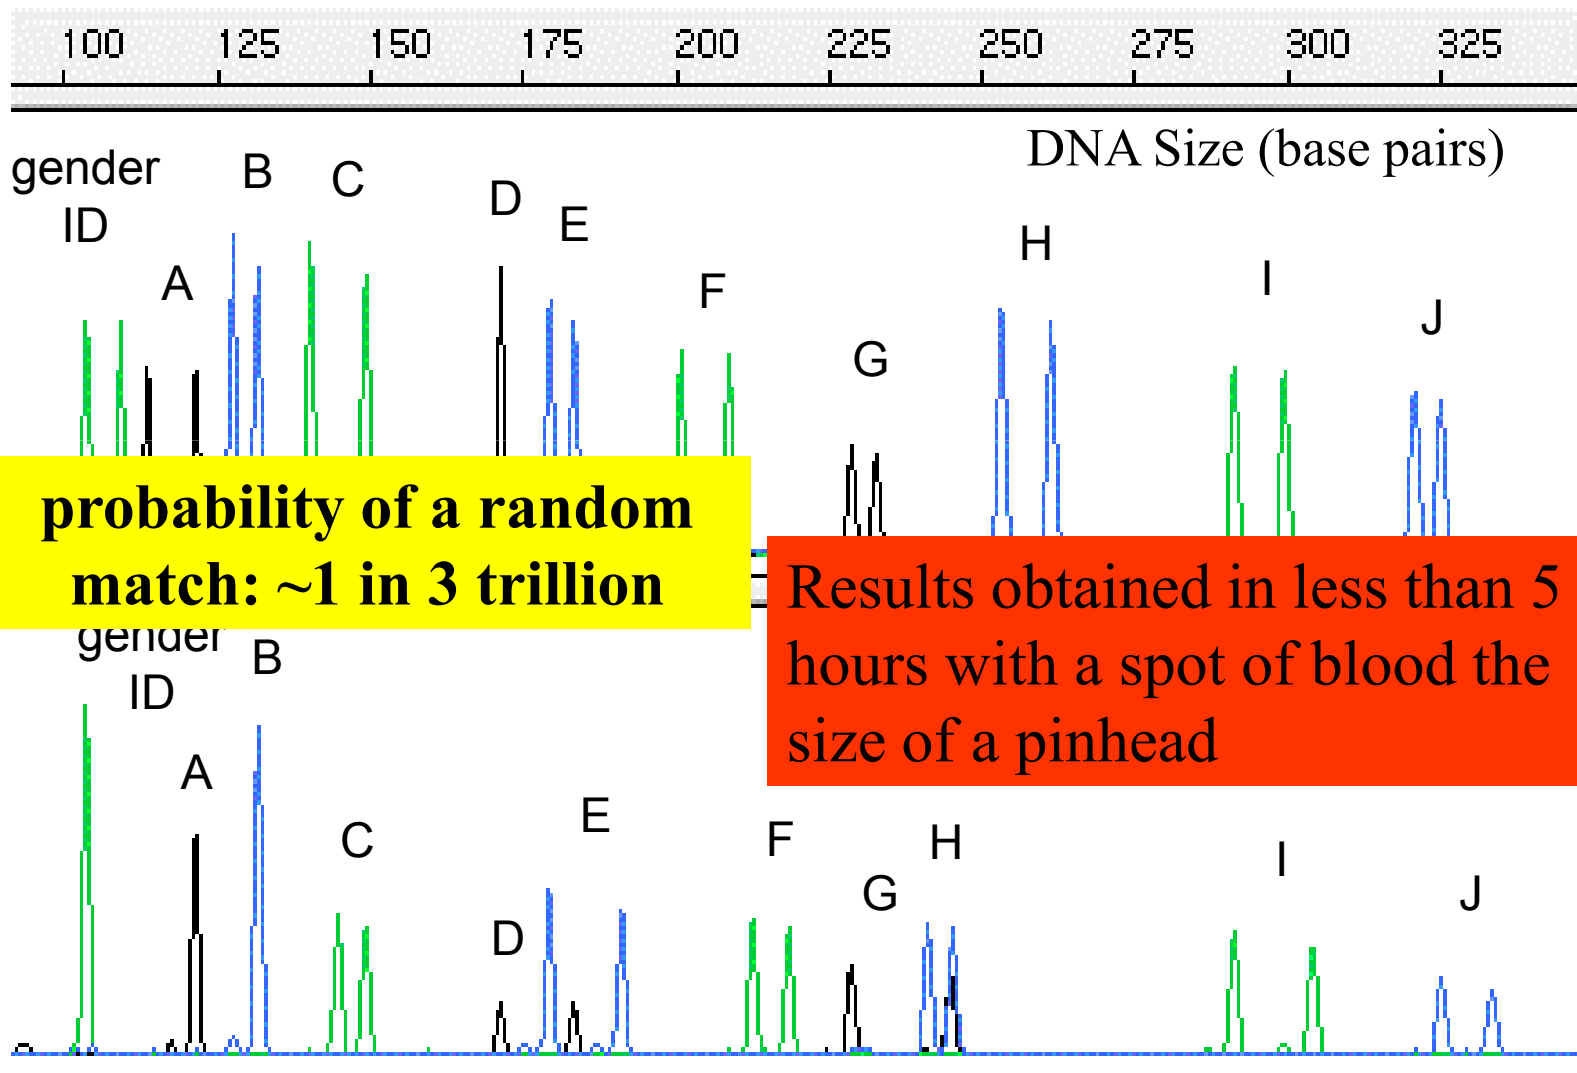 100 125 150 175 200 225 250 275 300 325
DNA Size (base pairs)
gender
ID
A
B
C
D
E
F
G
H
I
J
probability of a random
match: ~1 in 3 trillion
Results obtained in less than 5
hours with a spot of blood the
size of a pinhead
gender
ID
A
B
C
D
E
F
G
H
I
J